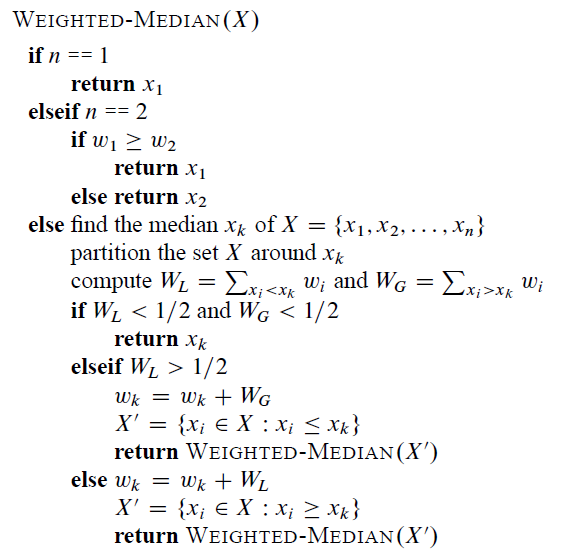 WEIGHTED-MEDIAN(X)
if n == 1
return x₁
elseif n == 2
if w₁ ≥ w₂
return x₁
else return x₂
else find the median xₖ of X = {x₁, x₂, . . . , xₙ}
partition the set X around xₖ
compute W_L = ∑_{xᵢ<xₖ} wᵢ and W_G = ∑_{xᵢ>xₖ} wᵢ
if W_L < 1/2 and W_G < 1/2
return xₖ
elseif W_L > 1/2
wₖ = wₖ + W_G
X′ = {xᵢ ∈ X : xᵢ ≤ xₖ}
return WEIGHTED-MEDIAN(X′)
else wₖ = wₖ + W_L
X′ = {xᵢ ∈ X : xᵢ ≥ xₖ}
return WEIGHTED-MEDIAN(X′)